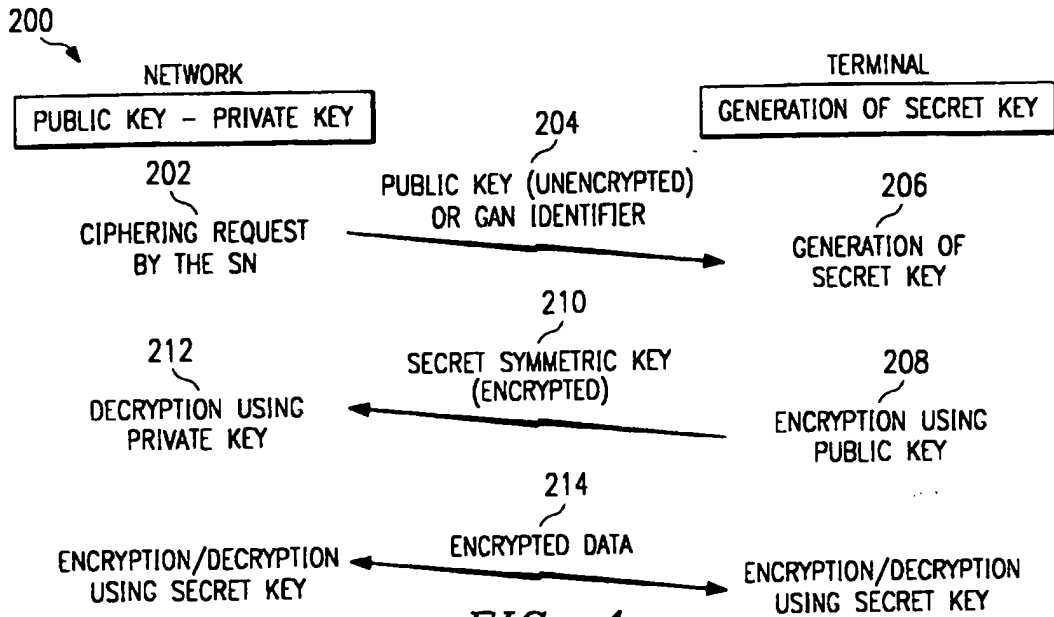 200
NETWORK
PUBLIC KEY - PRIVATE KEY
TERMINAL
GENERATION OF SECRET KEY
202
CIPHERING REQUEST
BY THE SN
204
PUBLIC KEY (UNENCRYPTED)
OR GAN IDENTIFIER
206
GENERATION OF
SECRET KEY
212
DECRYPTION USING
PRIVATE KEY
210
SECRET SYMMETRIC KEY
(ENCRYPTED)
208
ENCRYPTION USING
PUBLIC KEY
ENCRYPTION/DECRYPTION
USING SECRET KEY
214
ENCRYPTED DATA
ENCRYPTION/DECRYPTION
USING SECRET KEY